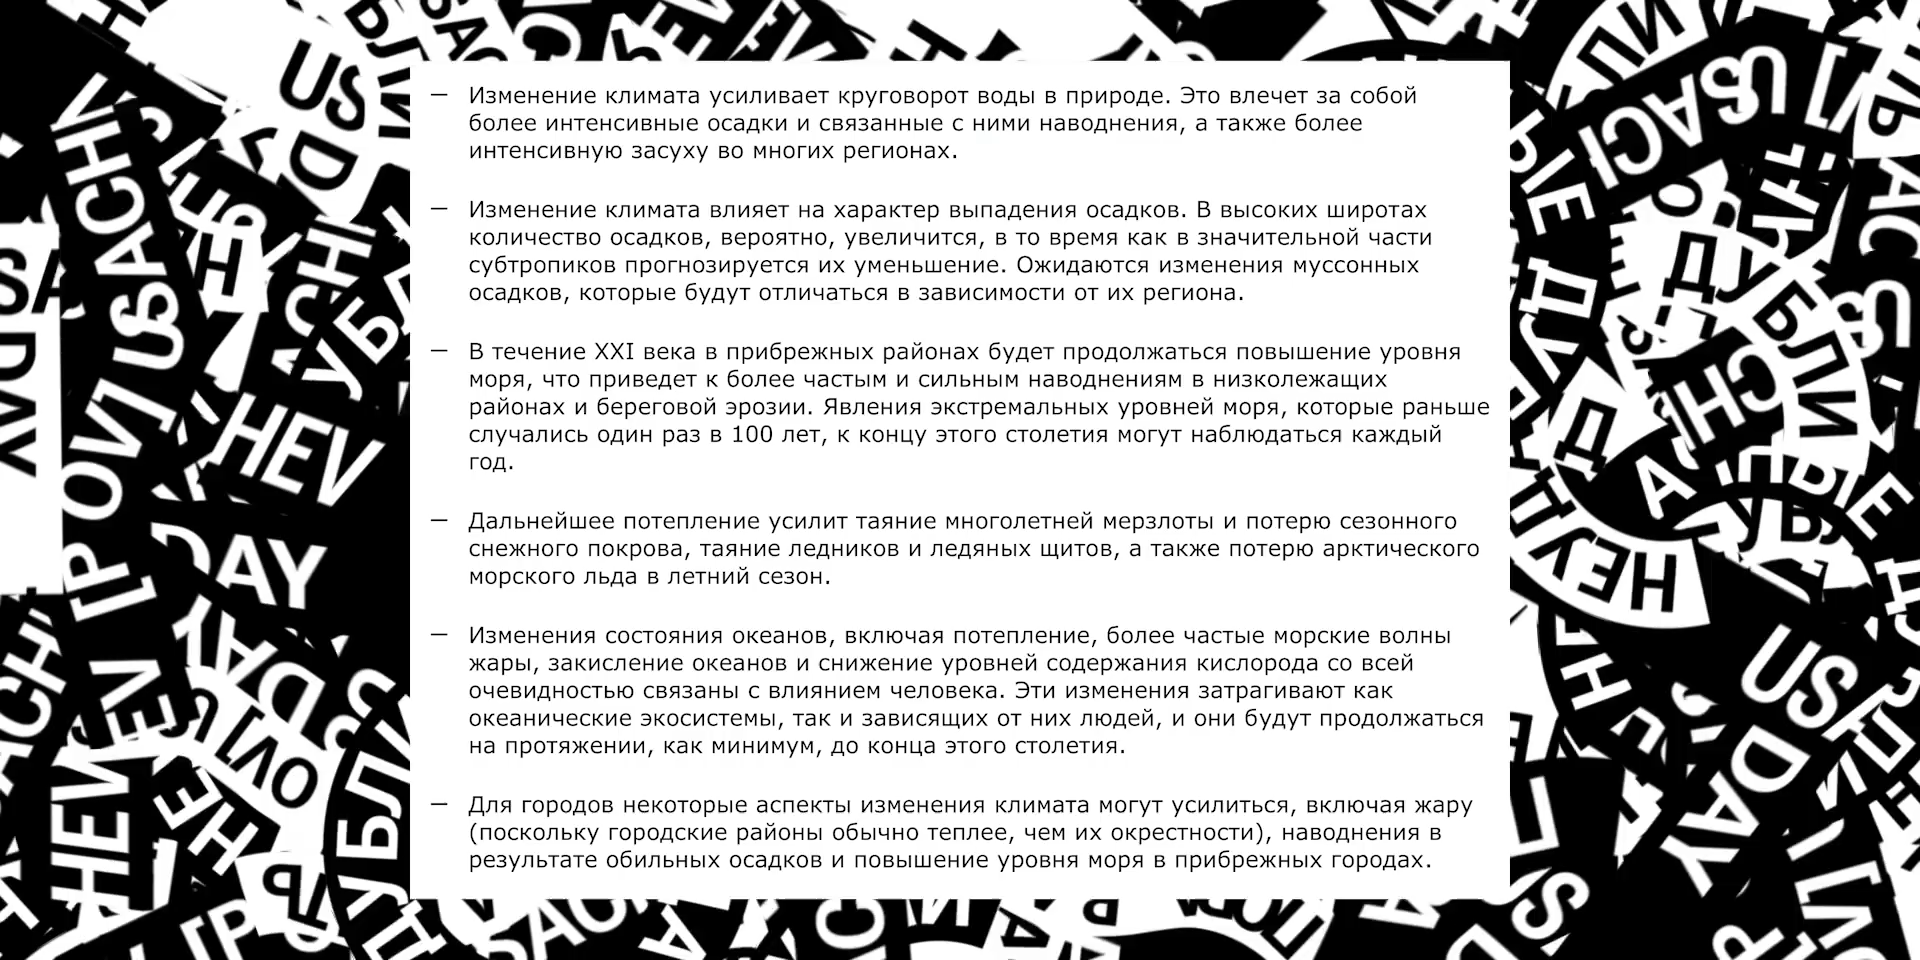 — Изменение климата усиливает круговорот воды в природе. Это влечет за собой
более интенсивные осадки и связанные с ними наводнения, а также более
интенсивную засуху во многих регионах.
— Изменение климата влияет на характер выпадения осадков. В высоких широтах
количество осадков, вероятно, увеличится, в то время как в значительной части
субтропиков прогнозируется их уменьшение. Ожидаются изменения муссонных
осадков, которые будут отличаться в зависимости от их региона.
— В течение XXI века в прибрежных районах будет продолжаться повышение уровня
моря, что приведет к более частым и сильным наводнениям в низколежащих
районах и береговой эрозии. Явления экстремальных уровней моря, которые раньше
случались один раз в 100 лет, к концу этого столетия могут наблюдаться каждый
год.
— Дальнейшее потепление усилит таяние многолетней мерзлоты и потерю сезонного
снежного покрова, таяние ледников и ледяных щитов, а также потерю арктического
морского льда в летний сезон.
— Изменения состояния океанов, включая потепление, более частые морские волны
жары, закисление океанов и снижение уровней содержания кислорода со всей
очевидностью связаны с влиянием человека. Эти изменения затрагивают как
океанические экосистемы, так и зависящих от них людей, и они будут продолжаться
на протяжении, как минимум, до конца этого столетия.
— Для городов некоторые аспекты изменения климата могут усилиться, включая жару
(поскольку городские районы обычно теплее, чем их окрестности), наводнения в
результате обильных осадков и повышение уровня моря в прибрежных городах.
HEV
DAY
US
DAY